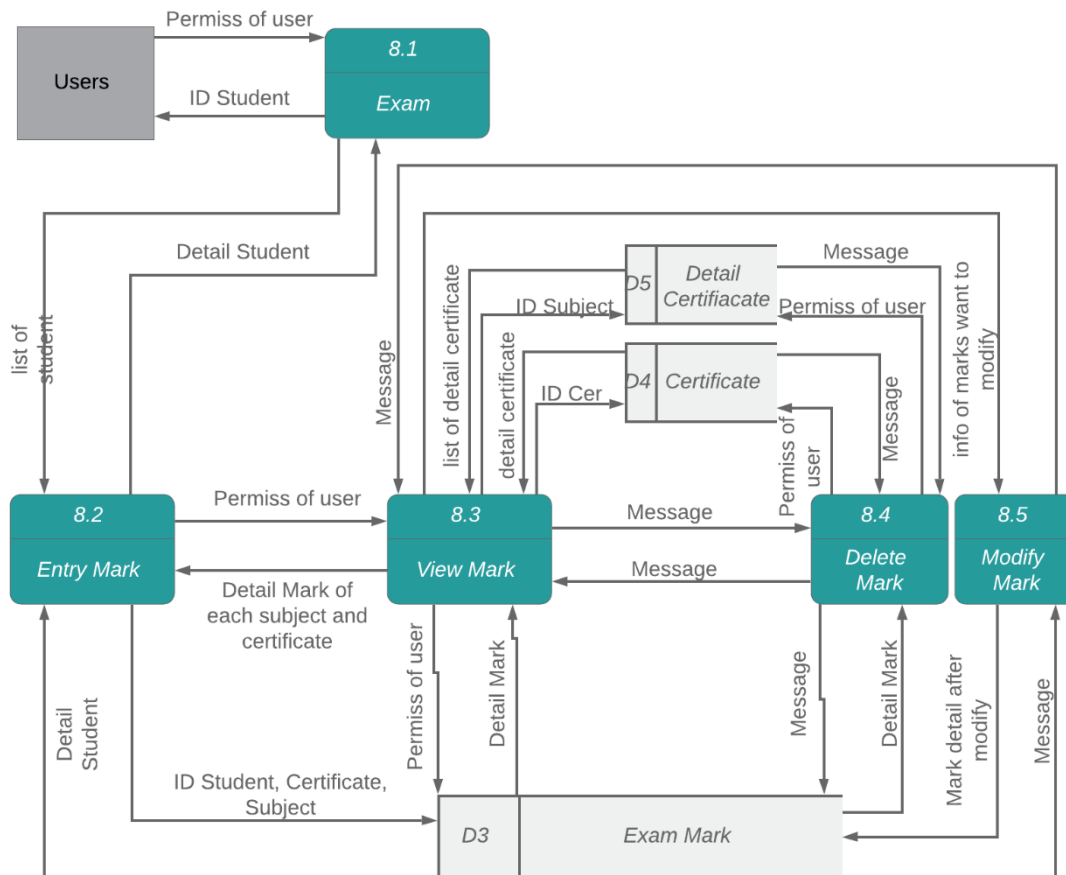 Permiss of user
8.1
Users
Exam
ID Student
Detail Student
list of
student
Message
list of detail certificate
detail certificate
ID Subject
D5
Detail
Certifiacate
Message
Permiss of user
ID Cer
D4
Certificate
Message
Permiss of
user
info of marks want to
modify
8.2
Entry Mark
Permiss of user
Detail Mark of
each subject and
certificate
8.3
View Mark
Message
Message
8.4
Delete
Mark
8.5
Modify
Mark
Detail
Student
ID Student, Certificate,
Subject
Permiss of user
Detail Mark
Message
Detail Mark
Mark detail after
modify
Message
D3
Exam Mark